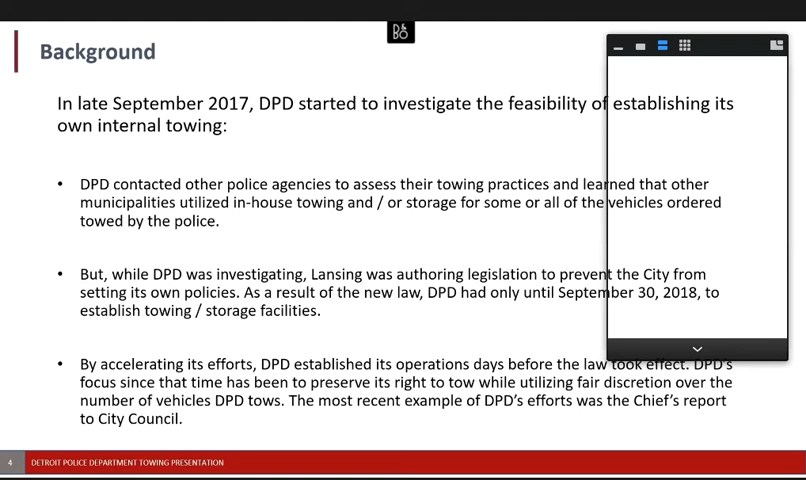 D&
BO
Background
In late September 2017, DPD started to investigate the feasibility of establishing its
own internal towing:
• DPD contacted other police agencies to assess their towing practices and learned that other
municipalities utilized in-house towing and / or storage for some or all of the vehicles ordered
towed by the police.
• But, while DPD was investigating, Lansing was authoring legislation to prevent the City from
setting its own policies. As a result of the new law, DPD had only until September 30, 2018, to
establish towing / storage facilities.
• By accelerating its efforts, DPD established its operations days before the law took effect. DPD's
focus since that time has been to preserve its right to tow while utilizing fair discretion over the
number of vehicles DPD tows. The most recent example of DPD's efforts was the Chief's report
to City Council.
4 DETROIT POLICE DEPARTMENT TOWING PRESENTATION